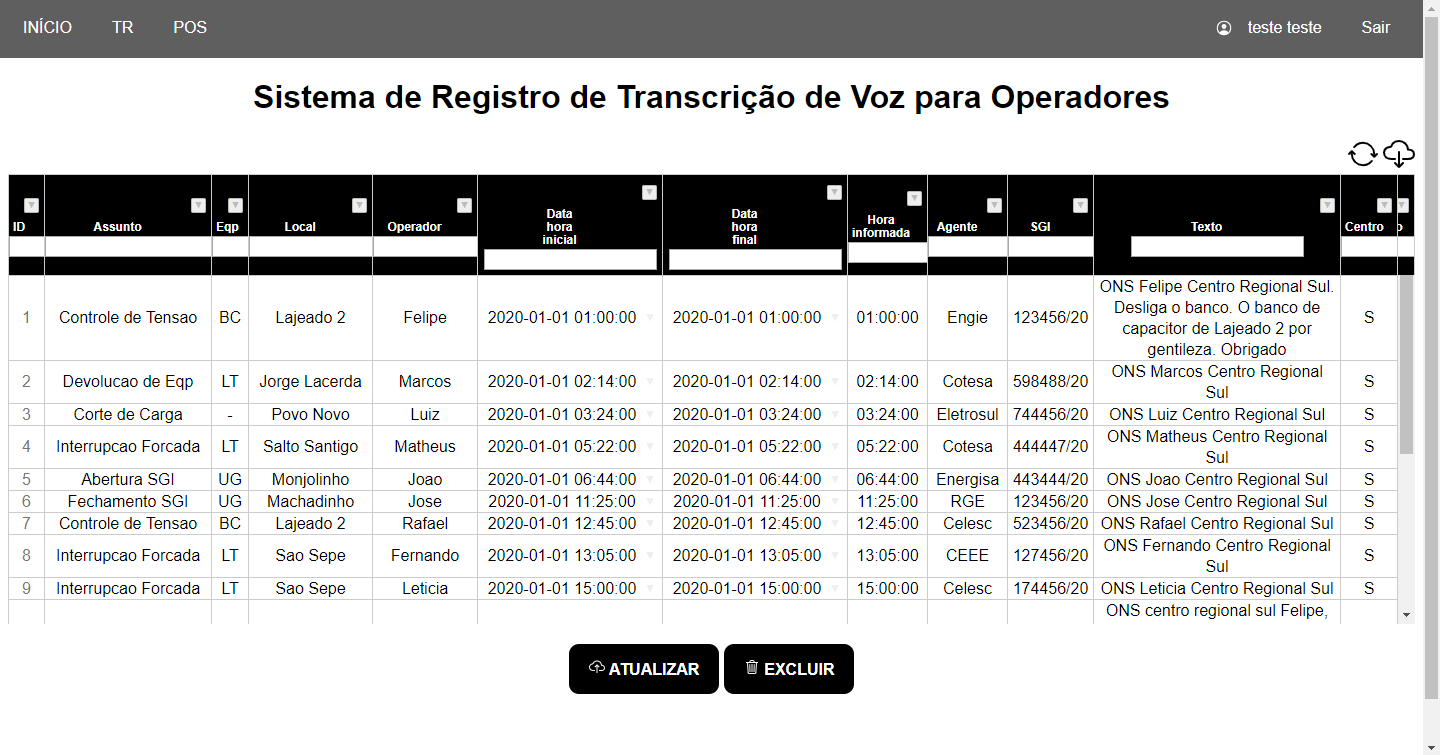 INÍCIO TR POS teste teste Sair
Sistema de Registro de Transcrição de Voz para Operadores
ID Assunto Eqp Local Operador Data hora inicial Data hora final Hora informada Agente SGI Texto Centro o
1 Controle de Tensao BC Lajeado 2 Felipe 2020-01-01 01:00:00 2020-01-01 01:00:00 01:00:00 Engie 123456/20 ONS Felipe Centro Regional Sul. S
Desliga o banco. O banco de
capacitor de Lajeado 2 por
gentileza. Obrigado
2 Devolucao de Eqp LT Jorge Lacerda Marcos 2020-01-01 02:14:00 2020-01-01 02:14:00 02:14:00 Cotesa 598488/20 ONS Marcos Centro Regional S
Sul
3 Corte de Carga - Povo Novo Luiz 2020-01-01 03:24:00 2020-01-01 03:24:00 03:24:00 Eletrosul 744456/20 ONS Luiz Centro Regional Sul S
4 Interrupcao Forcada LT Salto Santigo Matheus 2020-01-01 05:22:00 2020-01-01 05:22:00 05:22:00 Cotesa 444447/20 ONS Matheus Centro Regional S
Sul
5 Abertura SGI UG Monjolinho Joao 2020-01-01 06:44:00 2020-01-01 06:44:00 06:44:00 Energisa 443444/20 ONS Joao Centro Regional Sul S
6 Fechamento SGI UG Machadinho Jose 2020-01-01 11:25:00 2020-01-01 11:25:00 11:25:00 RGE 123456/20 ONS Jose Centro Regional Sul S
7 Controle de Tensao BC Lajeado 2 Rafael 2020-01-01 12:45:00 2020-01-01 12:45:00 12:45:00 Celesc 523456/20 ONS Rafael Centro Regional Sul S
8 Interrupcao Forcada LT Sao Sepe Fernando 2020-01-01 13:05:00 2020-01-01 13:05:00 13:05:00 CEEE 127456/20 ONS Fernando Centro Regional S
Sul
9 Interrupcao Forcada LT Sao Sepe Leticia 2020-01-01 15:00:00 2020-01-01 15:00:00 15:00:00 Celesc 174456/20 ONS Leticia Centro Regional Sul S
ONS centro regional sul Felipe,
ATUALIZAR EXCLUIR